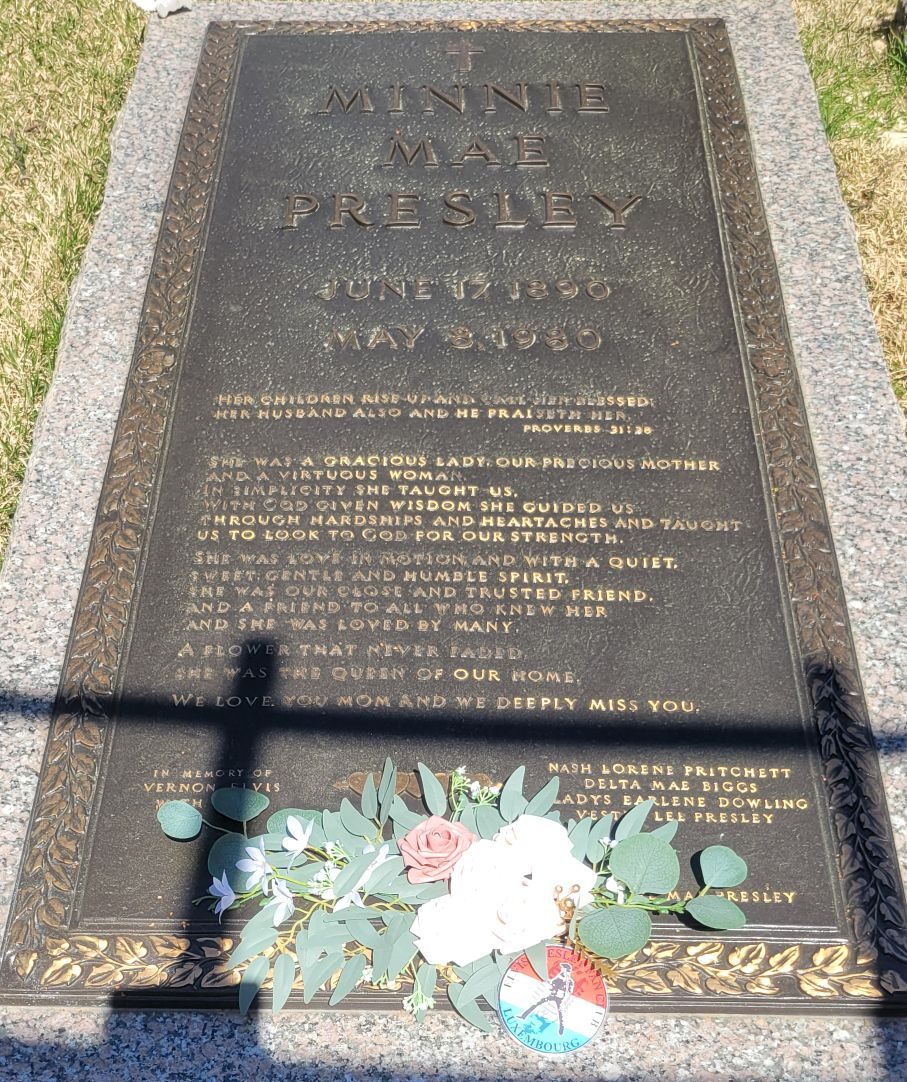 MINNIE
MAE
PRESLEY
JUNE 17 1890
MAY 8, 1980
HER CHILDREN RISE UP AND CALL HER BLESSED;
HER HUSBAND ALSO AND HE PRAISETH HER.
PROVERBS 31:28
SHE WAS A GRACIOUS LADY, OUR PRECIOUS MOTHER
AND A VIRTUOUS WOMAN.
IN SIMPLICITY SHE TAUGHT US.
WITH GOD GIVEN WISDOM SHE GUIDED US
THROUGH HARDSHIPS AND HEARTACHES AND TAUGHT
US TO LOOK TO GOD FOR OUR STRENGTH.
SHE WAS LOVE IN MOTION AND WITH A QUIET,
SWEET, GENTLE AND HUMBLE SPIRIT.
SHE WAS OUR CLOSE AND TRUSTED FRIEND.
AND A FRIEND TO ALL WHO KNEW HER
AND SHE WAS LOVED BY MANY.
A FLOWER THAT NEVER FADED
SHE WAS THE QUEEN OF OUR HOME.
WE LOVE YOU MOM AND WE DEEPLY MISS YOU.
IN MEMORY OF
VERNON ELVIS
WITH
NASH LORENE PRITCHETT
DELTA MAE BIGGS
GLADYS EARLENE DOWLING
VESTER LEE PRESLEY
MAE PRESLEY
LUXEMBOURG